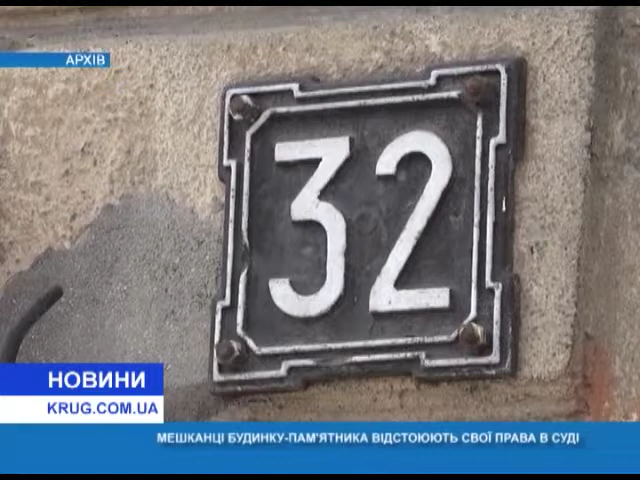 АРХІВ
32
НОВИНИ
KRUG.COM.UA
МЕШКАНЦІ БУДИНКУ-ПАМ'ЯТНИКА ВІДСТОЮЮТЬ СВОЇ ПРАВА В СУДІ